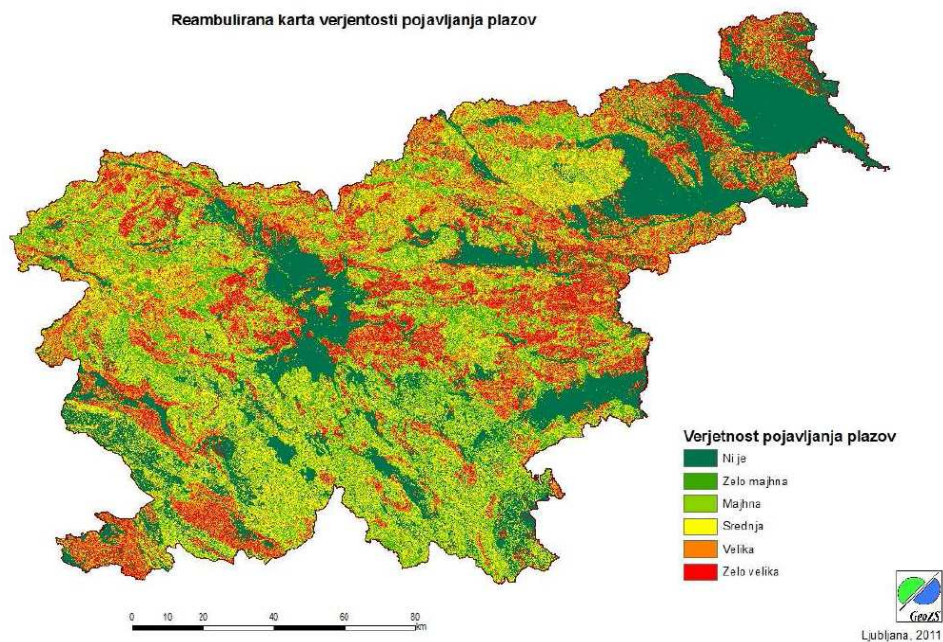 Reambulirana karta verjentosti pojavljanja plazov
Verjetnost pojavljanja plazov
Ni je
Zelo majhna
Majhna
Srednja
Velika
Zelo velika
0 10 20 40 60 80
km
GeoZS
Ljubljana, 2011